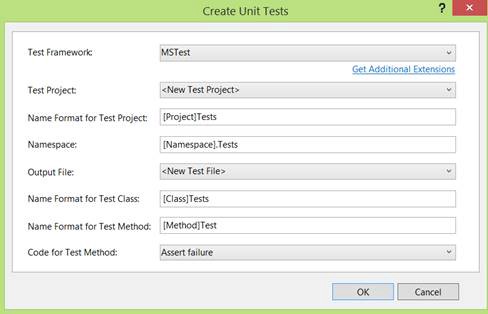 Create Unit Tests
?
Test Framework: MSTest
Get Additional Extensions
Test Project: <New Test Project>
Name Format for Test Project: [Project]Tests
Namespace: [Namespace].Tests
Output File: <New Test File>
Name Format for Test Class: [Class]Tests
Name Format for Test Method: [Method]Test
Code for Test Method: Assert failure
OK Cancel